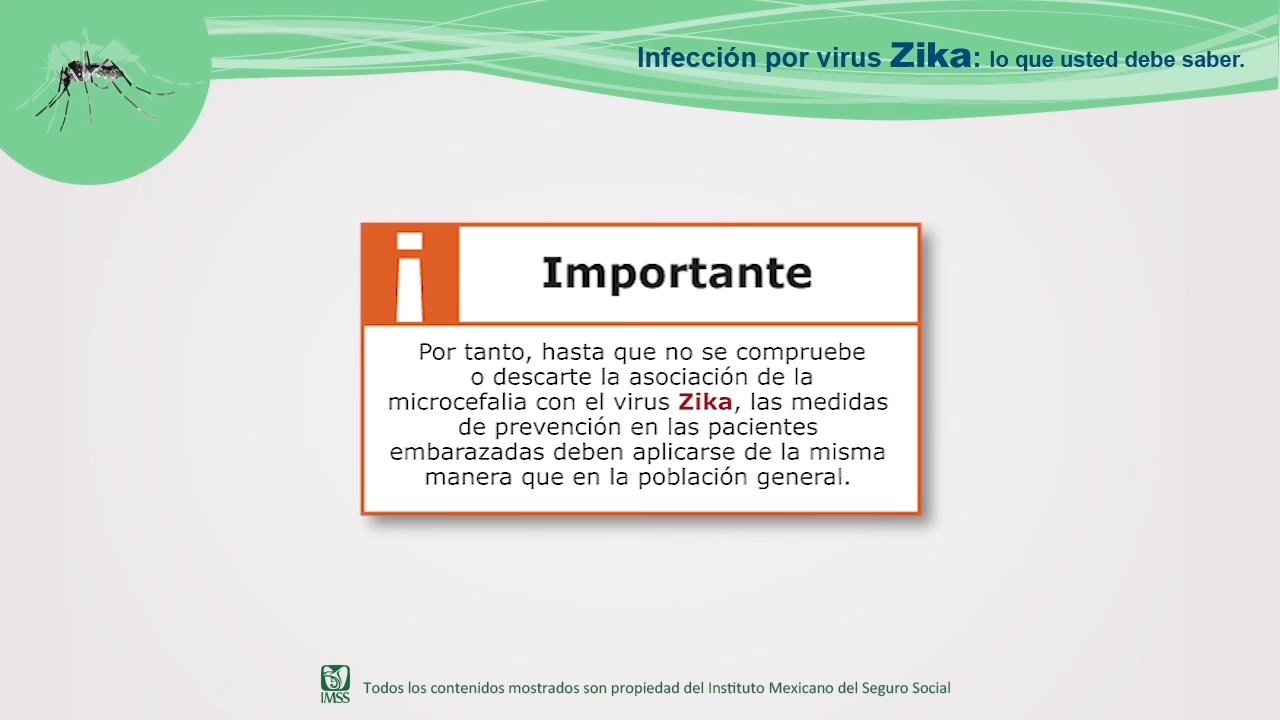 Infección por virus Zika: lo que usted debe saber.
i Importante
Por tanto, hasta que no se compruebe
o descarte la asociación de la
microcefalia con el virus Zika, las medidas
de prevención en las pacientes
embarazadas deben aplicarse de la misma
manera que en la población general.
IMSS Todos los contenidos mostrados son propiedad del Instituto Mexicano del Seguro Social